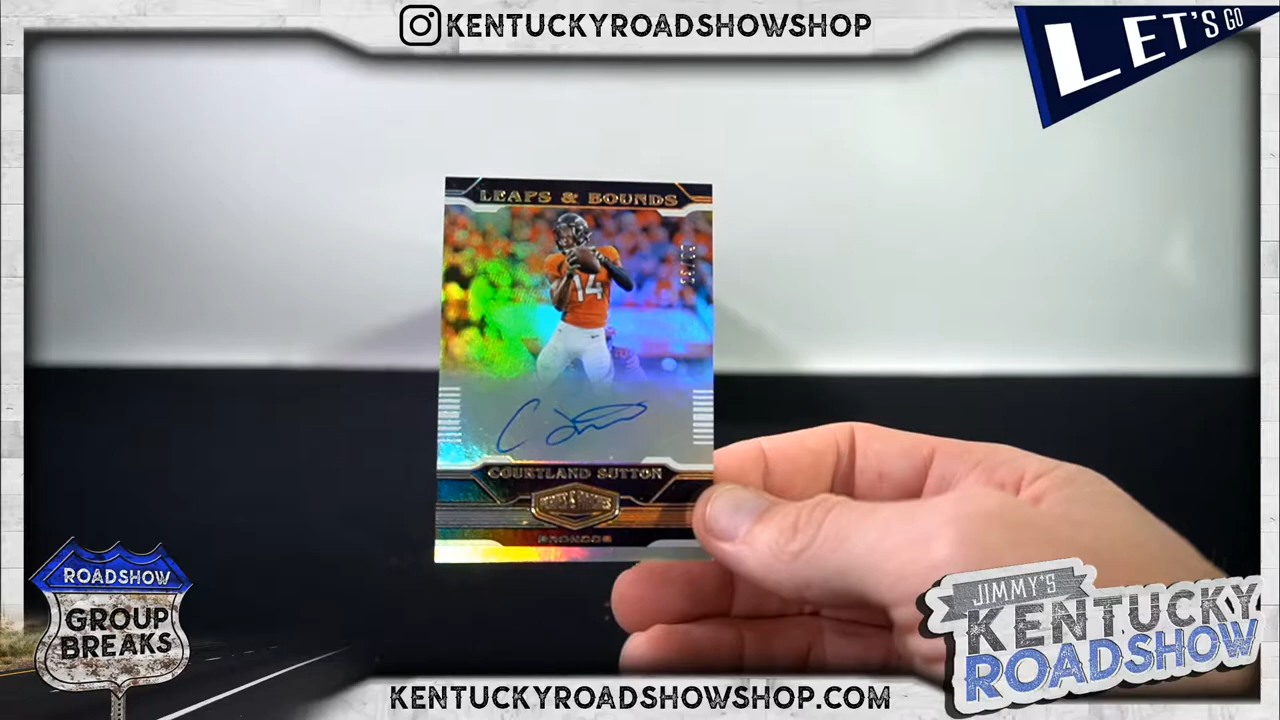 KENTUCKYROADSHOWSHOP
LET'S GO
LEAPS & BOUNDS
14
COURTLAND SUTTON
BRONCOS
ROADSHOW
GROUP
BREAKS
JIMMY'S
KENTUCKY
ROADSHOW
KENTUCKYROADSHOWSHOP.COM